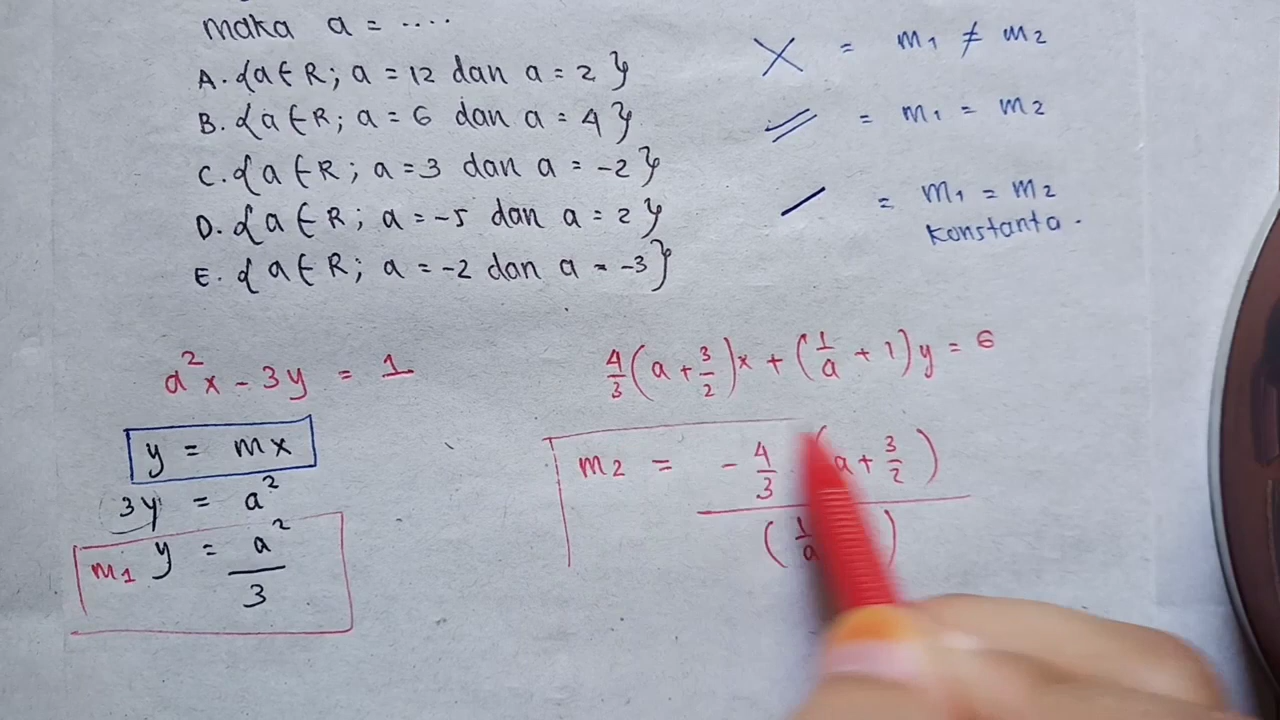 maka a = ....
A. {a ∈ R; a = 12 dan a = 2}
B. {a ∈ R; a = 6 dan a = 4}
C. {a ∈ R; a = 3 dan a = -2}
D. {a ∈ R; a = -5 dan a = 2}
E. {a ∈ R; a = -2 dan a = -3}
= m₁ ≠ m₂
= m₁ = m₂
= m₁ = m₂
konstanta.
a²x - 3y = 1
y = mx
3y = a²
m₁ y = a²/3
4/3 (a + 3/2)x + (1/a + 1)y = 6
m₂ = - 4/3 (a + 3/2)
(1/a )